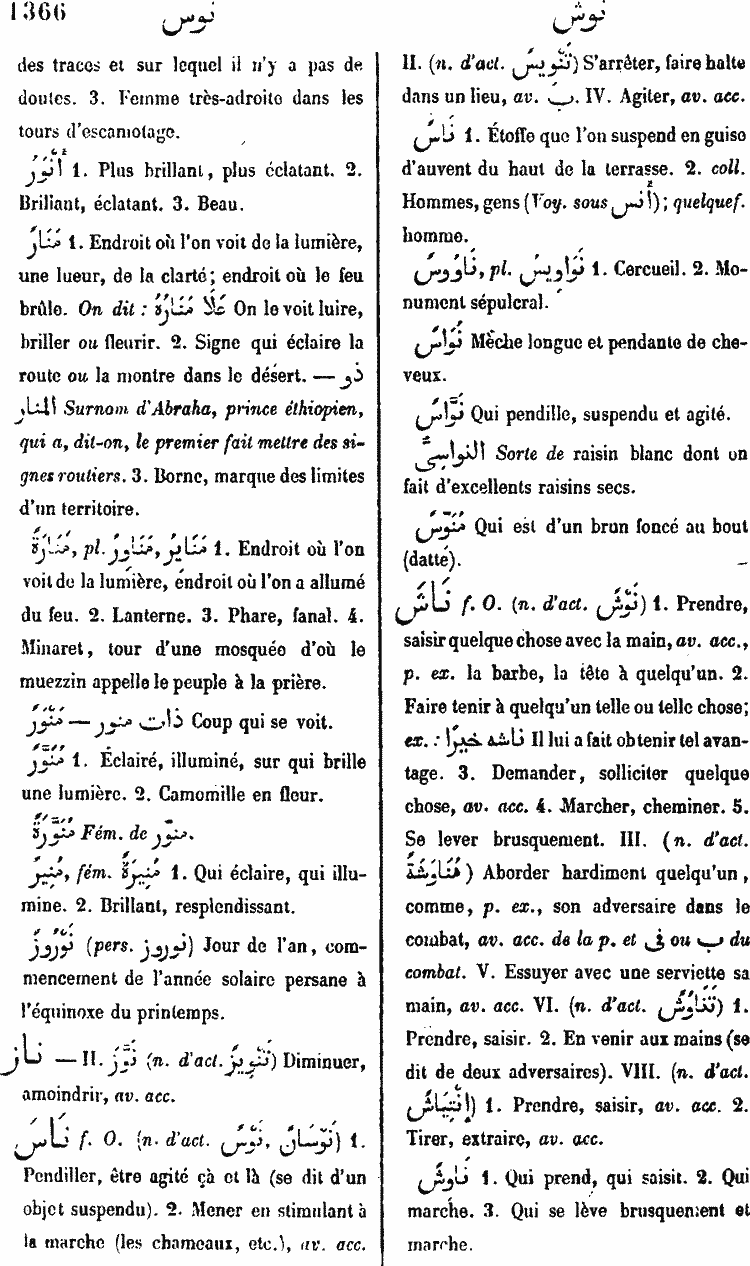 1366
نوس
نوش
des traces et sur lequel il n'y a pas de
doutes. 3. Femme très-adroite dans les
tours d'escamotage.
أَنْوَرُ 1. Plus brillant, plus éclatant. 2.
Brillant, éclatant. 3. Beau.
مَنَارٌ 1. Endroit où l'on voit de la lumière,
une lueur, de la clarté; endroit où le feu
brûle. On dit : عَلَا مَنَارُهُ On le voit luire,
briller ou fleurir. 2. Signe qui éclaire la
route ou la montre dans le désert. — ذو
المنار Surnom d'Abraha, prince éthiopien,
qui a, dit-on, le premier fait mettre des si-
gnes routiers. 3. Borne, marque des limites
d'un territoire.
مَنَارَةٌ, pl. مَنَاوِرُ, مَنَايِرُ 1. Endroit où l'on
voit de la lumière, endroit où l'on a allumé
du feu. 2. Lanterne. 3. Phare, fanal. 4.
Minaret, tour d'une mosquée d'où le
muezzin appelle le peuple à la prière.
مَنْوَرٌ — ذات منور Coup qui se voit.
مُنَوَّرٌ 1. Éclairé, illuminé, sur qui brille
une lumière. 2. Camomille en fleur.
مُنَوَّرَةٌ Fém. de منور.
مُنِيرٌ, fém. مُنِيرَةٌ 1. Qui éclaire, qui illu-
mine. 2. Brillant, resplendissant.
نَوْرُوزٌ (pers. نوروز) Jour de l'an, com-
mencement de l'année solaire persane à
l'équinoxe du printemps.
نَازَ — II. نَوَّزَ (n. d'act. تَنْوِيزٌ) Diminuer,
amoindrir, av. acc.
نَاسَ f. O. (n. d'act. نَوْسٌ, نَوَسَانٌ) 1.
Pendiller, être agité çà et là (se dit d'un
objet suspendu). 2. Mener en stimulant à
la marche (les chameaux, etc.), av. acc.
II. (n. d'act. تَنْوِيسٌ) S'arrêter, faire halte
dans un lieu, av. ب. IV. Agiter, av. acc.
نَاسٌ 1. Étoffe que l'on suspend en guise
d'auvent du haut de la terrasse. 2. coll.
Hommes, gens (Voy. sous أنس); quelquef.
homme.
نَاوُوسٌ, pl. نَوَاوِيسُ 1. Cercueil. 2. Mo-
nument sépulcral.
نُوَاسٌ Mèche longue et pendante de che-
veux.
نَوَّاسٌ Qui pendille, suspendu et agité.
النواسىّ Sorte de raisin blanc dont on
fait d'excellents raisins secs.
مُنَوِّسٌ Qui est d'un brun foncé au bout
(datte).
نَاشَ f. O. (n. d'act. نَوْشٌ) 1. Prendre,
saisir quelque chose avec la main, av. acc.,
p. ex. la barbe, la tête à quelqu'un. 2.
Faire tenir à quelqu'un telle ou telle chose;
ex. : ناشه خَيْرًا Il lui a fait obtenir tel avan-
tage. 3. Demander, solliciter quelque
chose, av. acc. 4. Marcher, cheminer. 5.
Se lever brusquement. III. (n. d'act.
مُنَاوَشَةٌ) Aborder hardiment quelqu'un,
comme, p. ex., son adversaire dans le
combat, av. acc. de la p. et فى ou ب du
combat. V. Essuyer avec une serviette sa
main, av. acc. VI. (n. d'act. تَنَاوُشٌ) 1.
Prendre, saisir. 2. En venir aux mains (se
dit de deux adversaires). VIII. (n. d'act.
إِنْتِيَاشٌ) 1. Prendre, saisir, av. acc. 2.
Tirer, extraire, av. acc.
نَاوِشٌ 1. Qui prend, qui saisit. 2. Qui
marche. 3. Qui se lève brusquement et
marche.